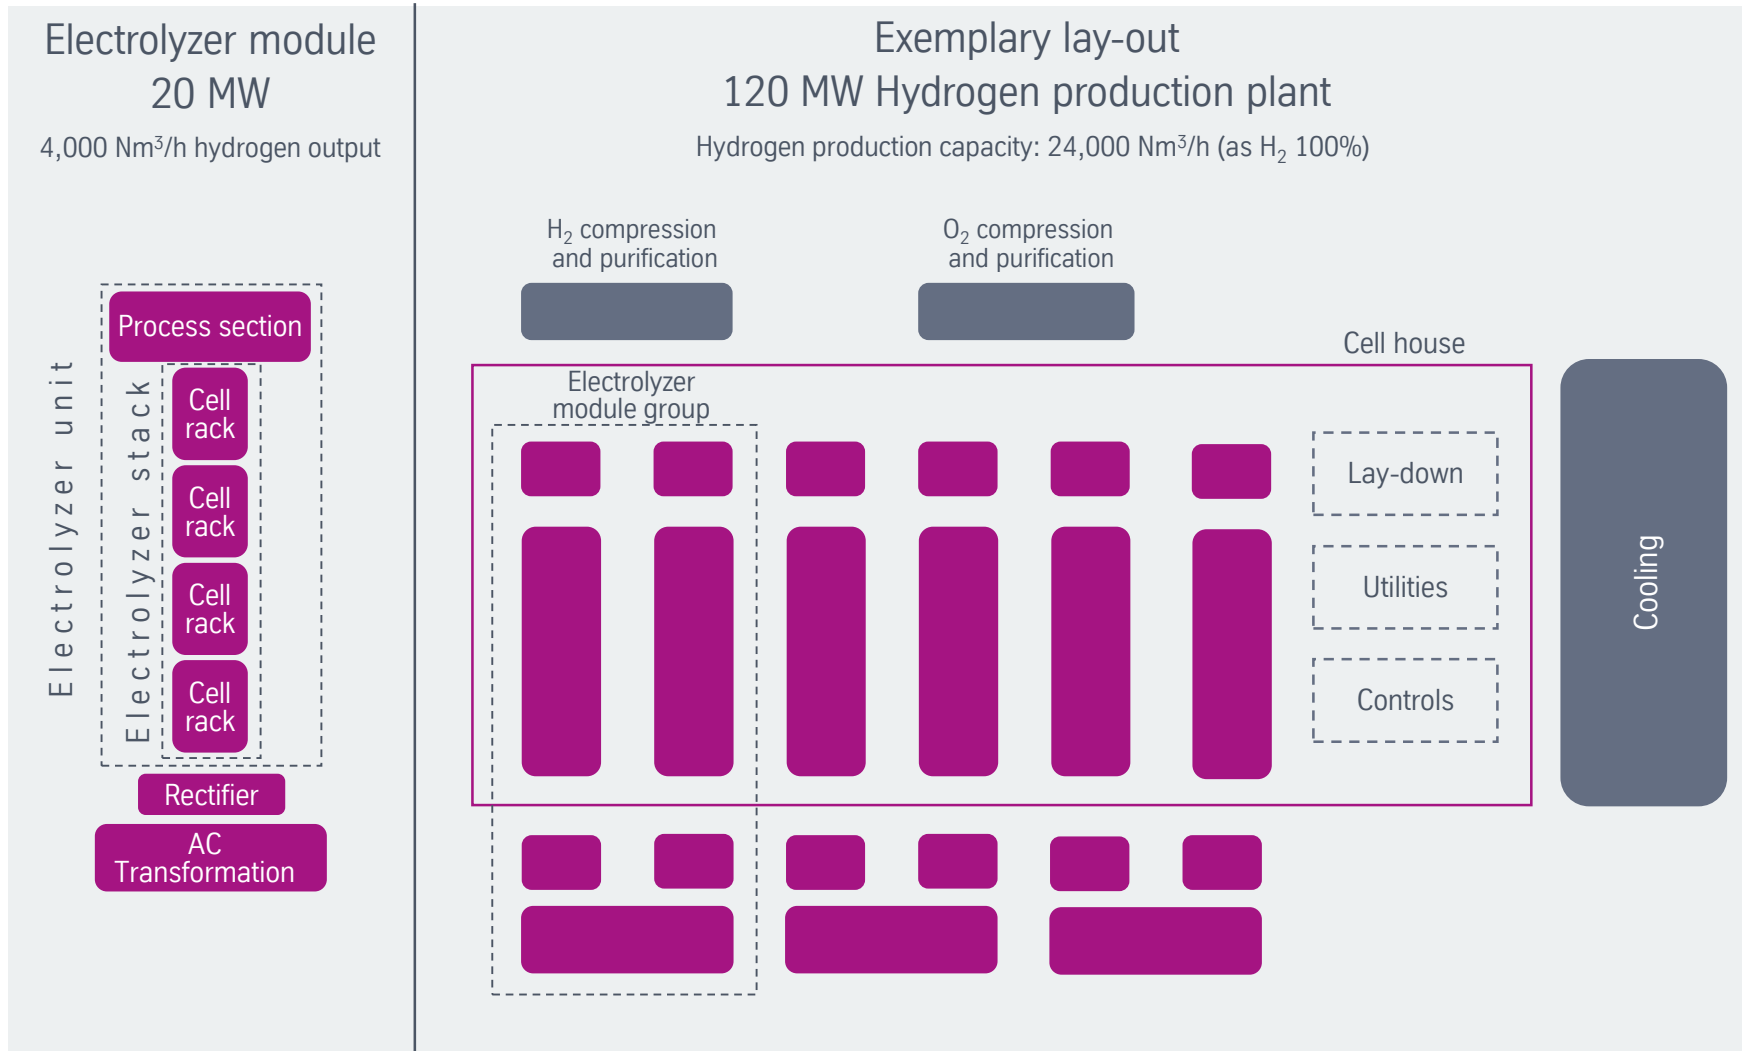 Electrolyzer module
20 MW
4,000 Nm³/h hydrogen output
Electrolyzer unit
Electrolyzer stack
Process section
Cell
rack
Cell
rack
Cell
rack
Cell
rack
Rectifier
AC
Transformation
Exemplary lay-out
120 MW Hydrogen production plant
Hydrogen production capacity: 24,000 Nm³/h (as H₂ 100%)
H₂ compression
and purification
O₂ compression
and purification
Cell house
Electrolyzer
module group
Lay-down
Utilities
Controls
Cooling